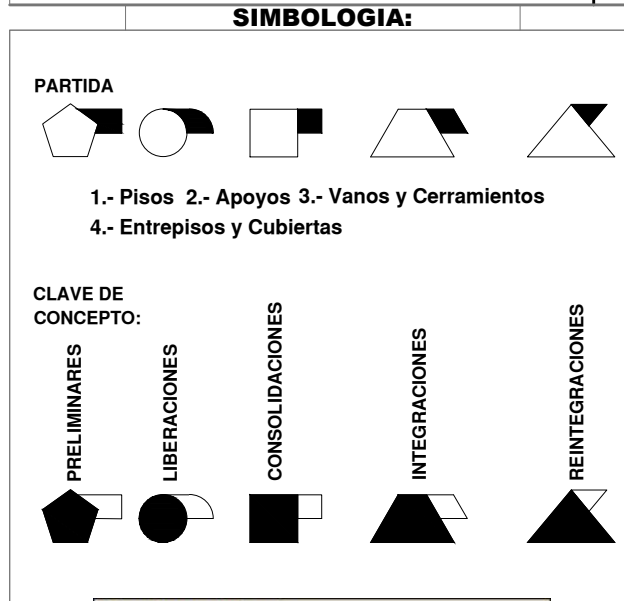 SIMBOLOGIA:
PARTIDA
1.- Pisos 2.- Apoyos 3.- Vanos y Cerramientos
4.- Entrepisos y Cubiertas
CLAVE DE
CONCEPTO:
PRELIMINARES
LIBERACIONES
CONSOLIDACIONES
INTEGRACIONES
REINTEGRACIONES